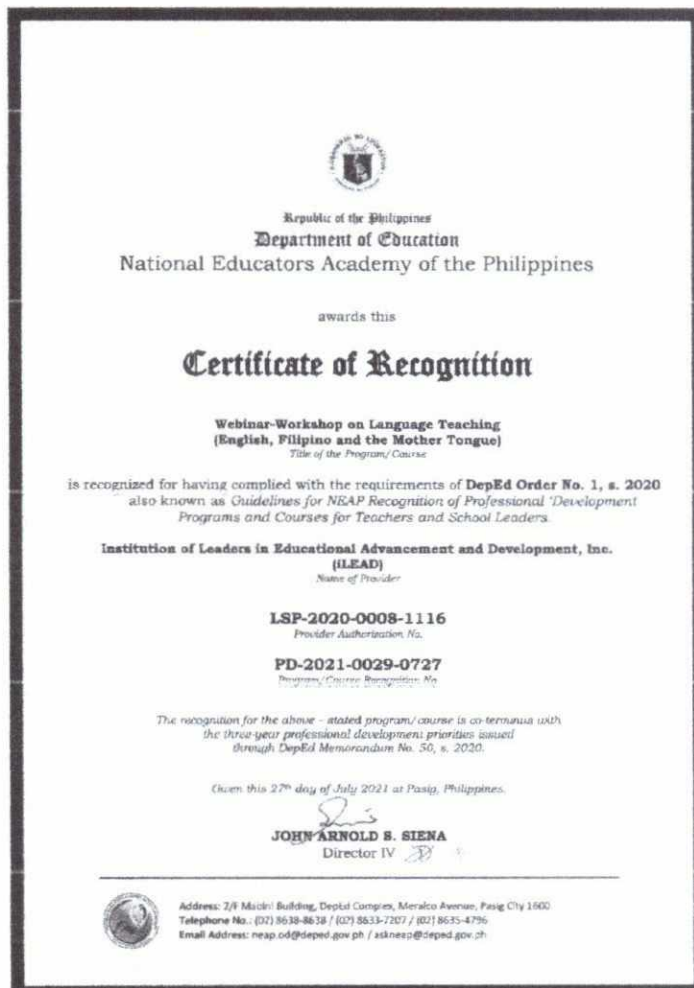 Republic of the Philippines
Department of Education
National Educators Academy of the Philippines
awards this
Certificate of Recognition
Webinar-Workshop on Language Teaching
(English, Filipino and the Mother Tongue)
Title of the Program/Course
is recognized for having complied with the requirements of DepEd Order No. 1, s. 2020
also known as Guidelines for NEAP Recognition of Professional 'Development
Programs and Courses for Teachers and School Leaders.
Institution of Leaders in Educational Advancement and Development, Inc.
(iLEAD)
Name of Provider
LSP-2020-0008-1116
Provider Authorization No.
PD-2021-0029-0727
Program/Course Recognition No.
The recognition for the above – stated program/course is co-terminus with
the three-year professional development priorities issued
through DepEd Memorandum No. 50, s. 2020.
Given this 27th day of July 2021 at Pasig, Philippines.
JOHN ARNOLD S. SIENA
Director IV
Address: 2/F Mabini Building, DepEd Complex, Meralco Avenue, Pasig City 1600
Telephone No.: (02) 8638-8638 / (02) 8633-7207 / (02) 8635-4796
Email Address: neap.od@deped.gov.ph / askneap@deped.gov.ph